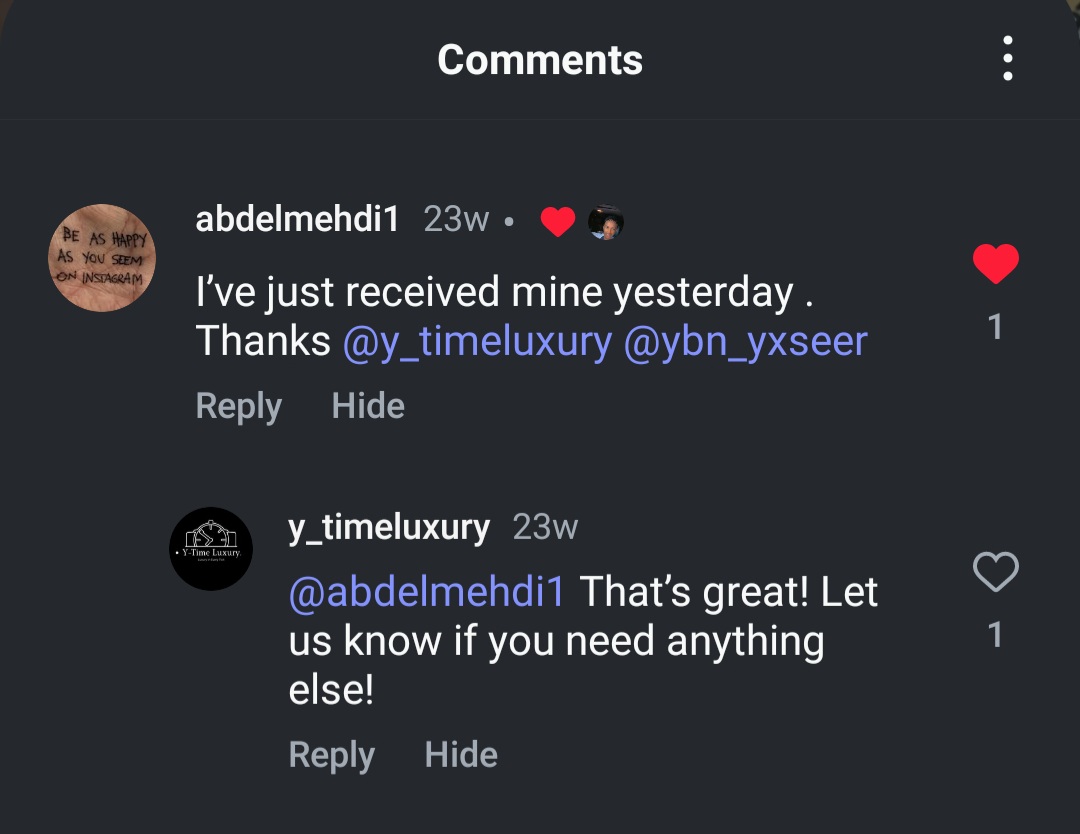 Comments
BE AS HAPPY
AS YOU SEEM
ON INSTAGRAM
abdelmehdi1 23w •
I’ve just received mine yesterday .
Thanks @y_timeluxury @ybn_yxseer
1
Reply Hide
• Y-Time Luxury.
y_timeluxury 23w
@abdelmehdi1 That’s great! Let
us know if you need anything
else!
1
Reply Hide